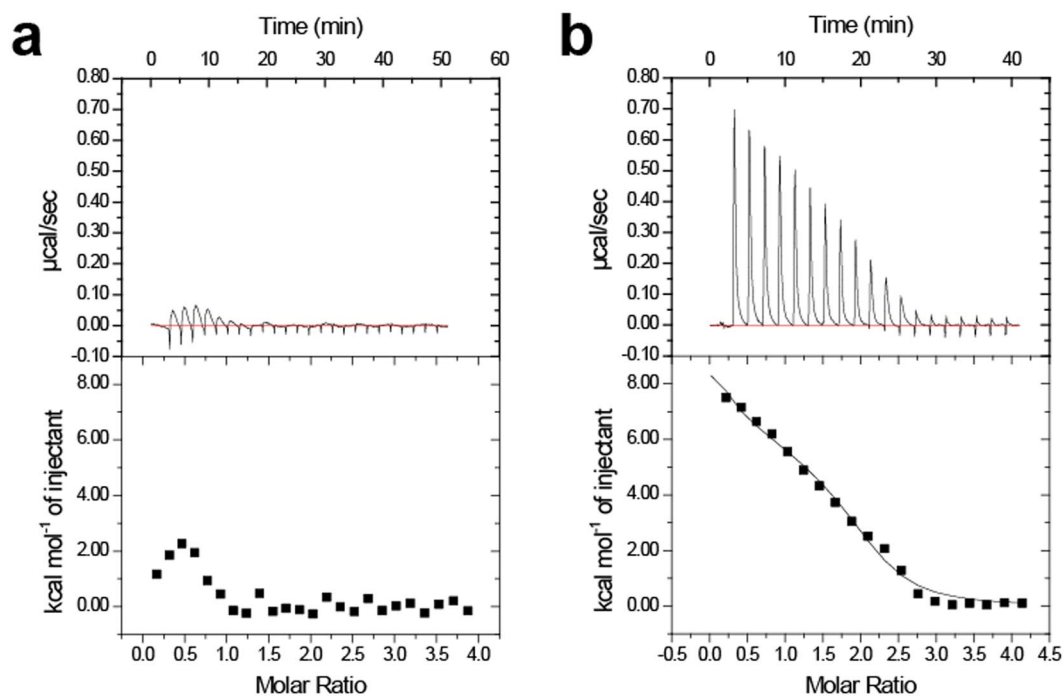 a
Time (min)
0 10 20 30 40 50 60
0.80
0.70
0.60
0.50
0.40
0.30
0.20
0.10
0.00
-0.10
µcal/sec
8.00
6.00
4.00
2.00
0.00
kcal mol⁻¹ of injectant
0.0 0.5 1.0 1.5 2.0 2.5 3.0 3.5 4.0
Molar Ratio
b
Time (min)
0 10 20 30 40
0.80
0.70
0.60
0.50
0.40
0.30
0.20
0.10
0.00
-0.10
µcal/sec
8.00
6.00
4.00
2.00
0.00
kcal mol⁻¹ of injectant
-0.5 0.0 0.5 1.0 1.5 2.0 2.5 3.0 3.5 4.0 4.5
Molar Ratio